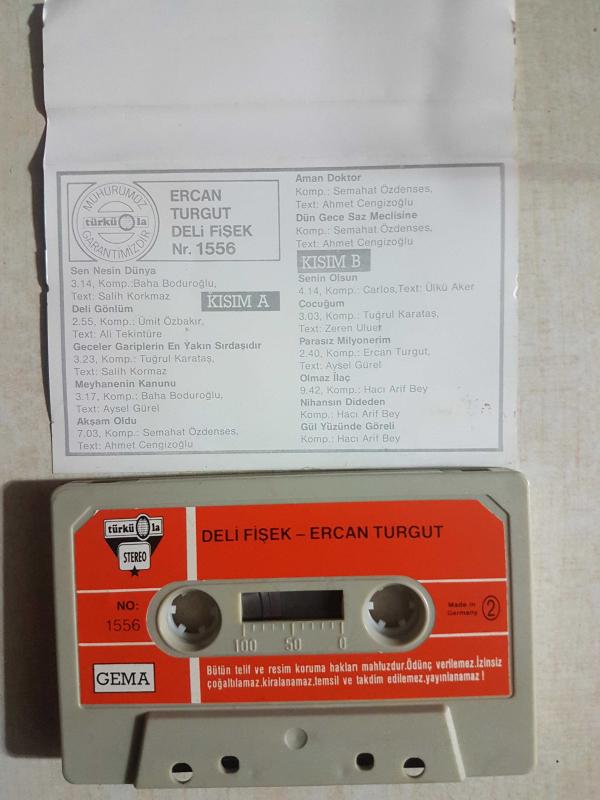 MÜHÜRÜMÜZ
türküola
GARANTİMİZDİR
ERCAN
TURGUT
DELİ FİŞEK
Nr. 1556
Sen Nesin Dünya
3.14, Komp.:Baha Boduroğlu,
Text: Salih Korkmaz
KISIM A
Deli Gönlüm
2.55, Komp.: Ümit Özbakır,
Text: Ali Tekintüre
Geceler Gariplerin En Yakın Sırdaşıdır
3.23, Komp.: Tuğrul Karataş,
Text: Salih Kormaz
Meyhanenin Kanunu
3.17, Komp.: Baha Boduroğlu,
Text: Aysel Gürel
Akşam Oldu
7.03, Komp.: Semahat Özdenses,
Text: Ahmet Cengizoğlu
Aman Doktor
Komp.: Semahat Özdenses,
Text: Ahmet Cengizoğlu
Dün Gece Saz Meclisine
Komp.: Semahat Özdenses,
Text: Ahmet Cengizoğlu
KISIM B
Senin Olsun
4.14, Komp.: Carlos,Text: Ülkü Aker
Çocuğum
3.03, Komp.: Tuğrul Karataş,
Text: Zeren Uluer
Parasız Milyonerim
2.40, Komp.: Ercan Turgut,
Text: Aysel Gürel
Olmaz İlaç
9.42, Komp.: Hacı Arif Bey
Nihansın Dideden
Komp.: Hacı Arif Bey
Gül Yüzünde Göreli
Komp.: Hacı Arif Bey
türküola
STEREO
DELİ FİŞEK – ERCAN TURGUT
NO:
1556
100 50 0
Made in
Germany
2
GEMA
Bütün telif ve resim koruma hakları mahfuzdur.Ödünç verilemez.İzinsiz
çoğaltılamaz,kiralanamaz,temsil ve takdim edilemez,yayınlanamaz!